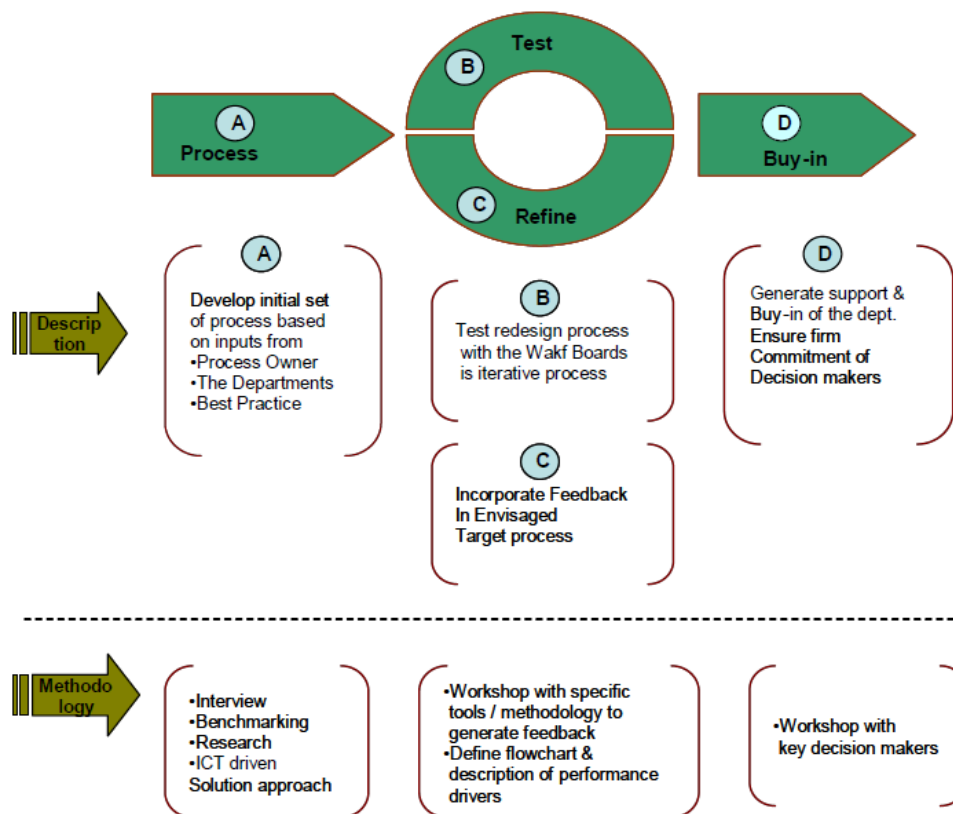 Test
B
A
Process
D
Buy-in
C
Refine
A
Develop initial set
of process based
on inputs from
•Process Owner
•The Departments
•Best Practice
B
Test redesign process
with the Wakf Boards
is iterative process
D
Generate support &
Buy-in of the dept.
Ensure firm
Commitment of
Decision makers
Descrip
tion
C
Incorporate Feedback
In Envisaged
Target process
Methodo
logy
•Interview
•Benchmarking
•Research
•ICT driven
Solution approach
•Workshop with specific
tools / methodology to
generate feedback
•Define flowchart &
description of performance
drivers
•Workshop with
key decision makers